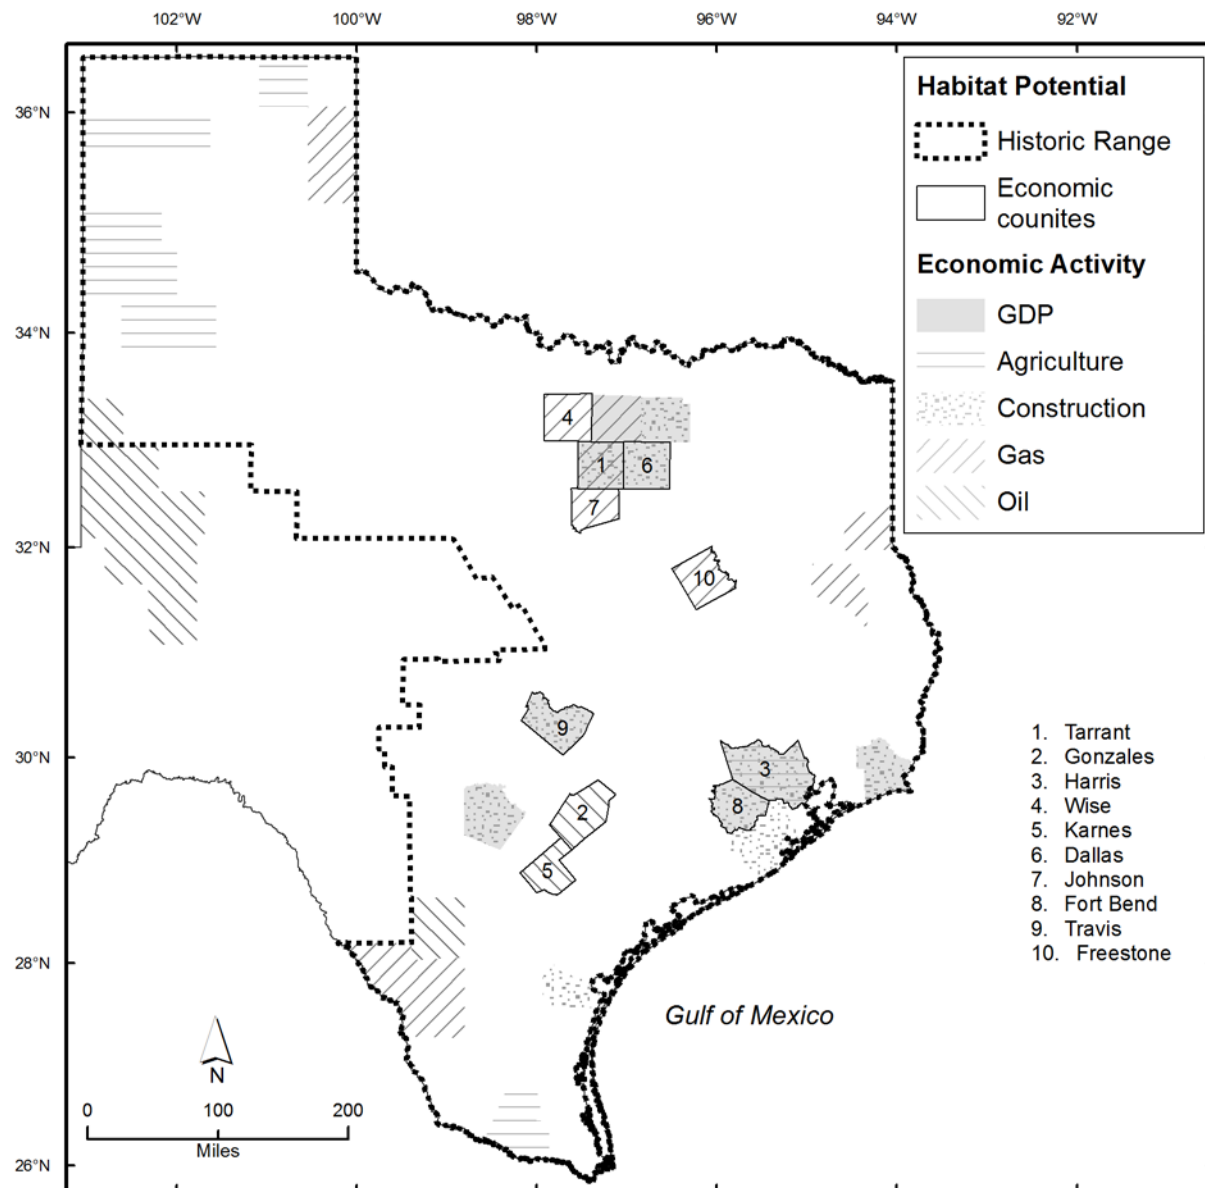 102°W 100°W 98°W 96°W 94°W 92°W
36°N
34°N
32°N
30°N
28°N
26°N
Habitat Potential
Historic Range
Economic
counites
Economic Activity
GDP
Agriculture
Construction
Gas
Oil
4
1
6
7
10
9
3
8
2
5
1. Tarrant
2. Gonzales
3. Harris
4. Wise
5. Karnes
6. Dallas
7. Johnson
8. Fort Bend
9. Travis
10. Freestone
Gulf of Mexico
N
0 100 200
Miles